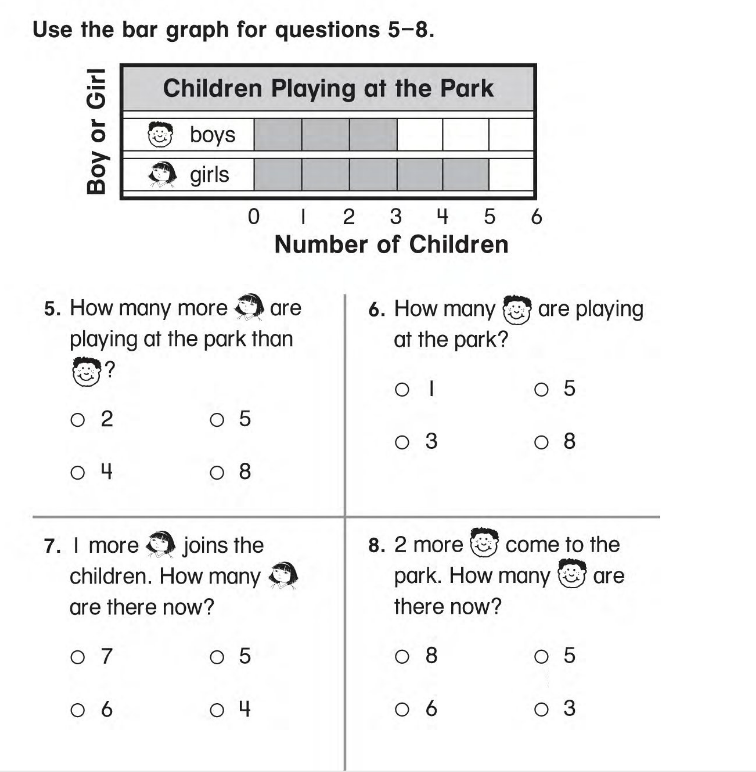 Use the bar graph for questions 5–8.
Children Playing at the Park
Boy or Girl
boys
girls
0 1 2 3 4 5 6
Number of Children
5. How many more are
playing at the park than
?
2 5
4 8
6. How many are playing
at the park?
1 5
3 8
7. 1 more joins the
children. How many
are there now?
7 5
6 4
8. 2 more come to the
park. How many are
there now?
8 5
6 3